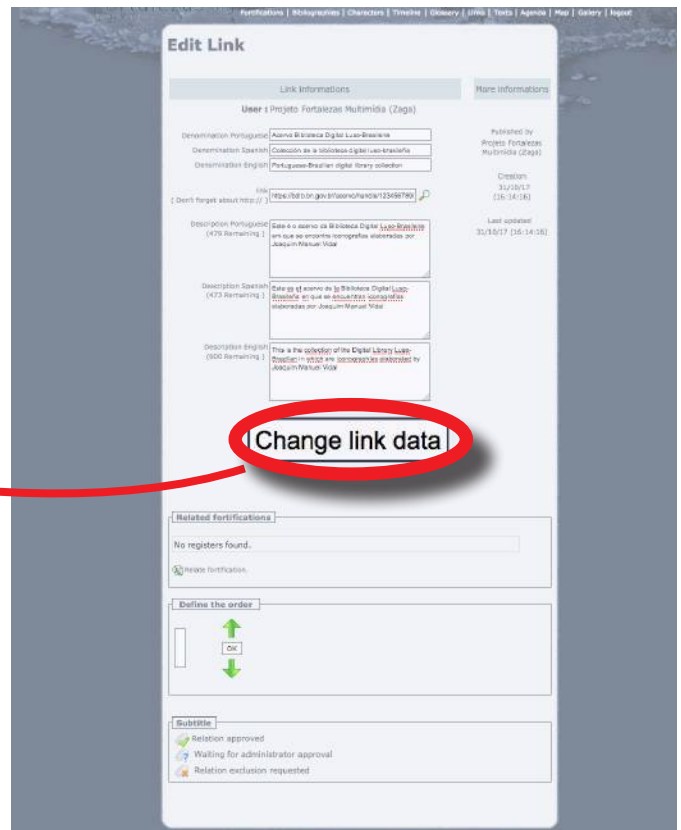 Fortifications | Bibliographies | Characters | Timeline | Glossary | Links | Texts | Agenda | Map | Gallery | logout
Edit Link
Link Informations
More informations
User : Projeto Fortalezas Multimídia (Zaga)
Denomination Portuguese
Acervo Biblioteca Digital Luso-Brasileira
Denomination Spanish
Colección de la biblioteca digital luso-brasileña
Denomination English
Portuguese-Brazilian digital library collection
link
( Don't forget about http:// )
Description Portuguese
(479 Remaining )
Este é o acervo da Biblioteca Digital Luso-Brasileira
em que se encontra iconografias elaboradas por
Joaquim Manuel Vidal
Description Spanish
(473 Remaining )
Este es el acervo de la Biblioteca Digital Luso-
Brasileña en que se encuentran iconografías
elaboradas por Joaquim Manuel Vidal
Description English
(500 Remaining )
This is the collection of the Digital Library Luso-
Brazilian in which are iconographies elaborated by
Joaquim Manuel Vidal
Published by
Projeto Fortalezas
Multimídia (Zaga)
Creation
31/10/17
(16:14:16)
Last updated
31/10/17 (16:14:16)
Change link data
Related fortifications
No registers found.
Relate fortification.
Define the order
OK
Subtitle
Relation approved
Waiting for administrator approval
Relation exclusion requested